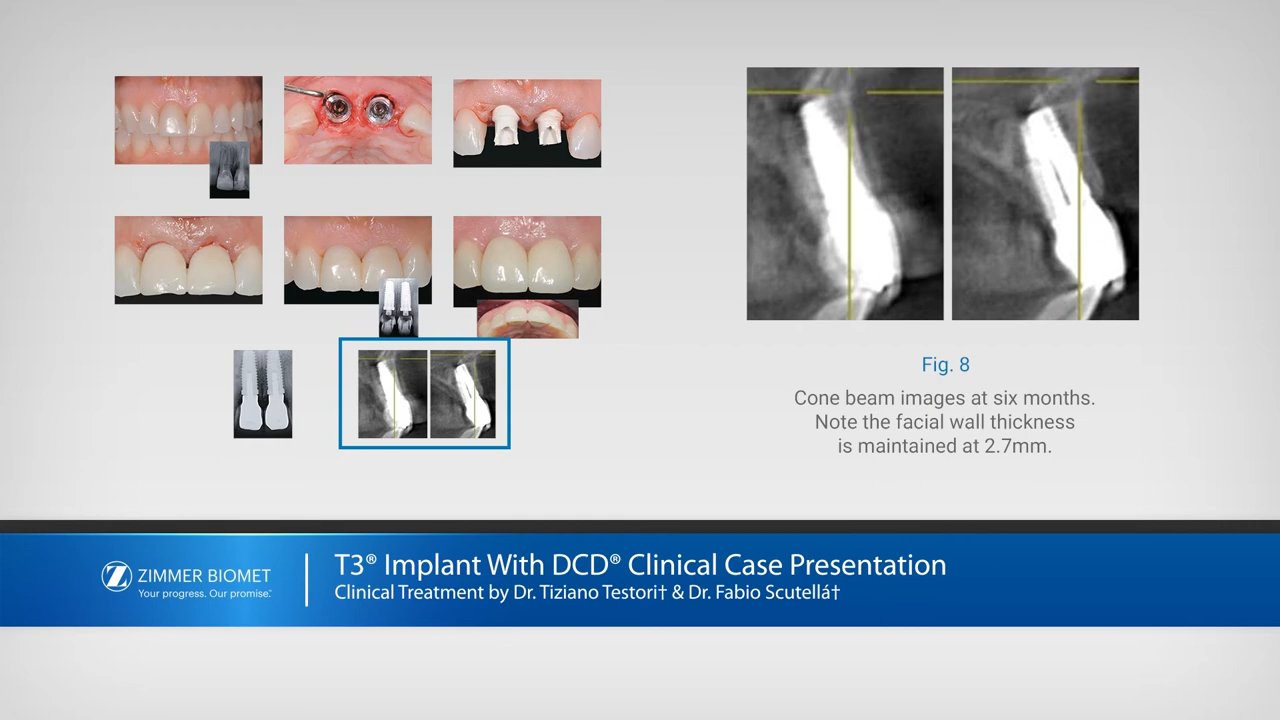 Fig. 8
Cone beam images at six months.
Note the facial wall thickness
is maintained at 2.7mm.
ZIMMER BIOMET
Your progress. Our promise.™
T3® Implant With DCD® Clinical Case Presentation
Clinical Treatment by Dr. Tiziano Testori† & Dr. Fabio Scutellá†